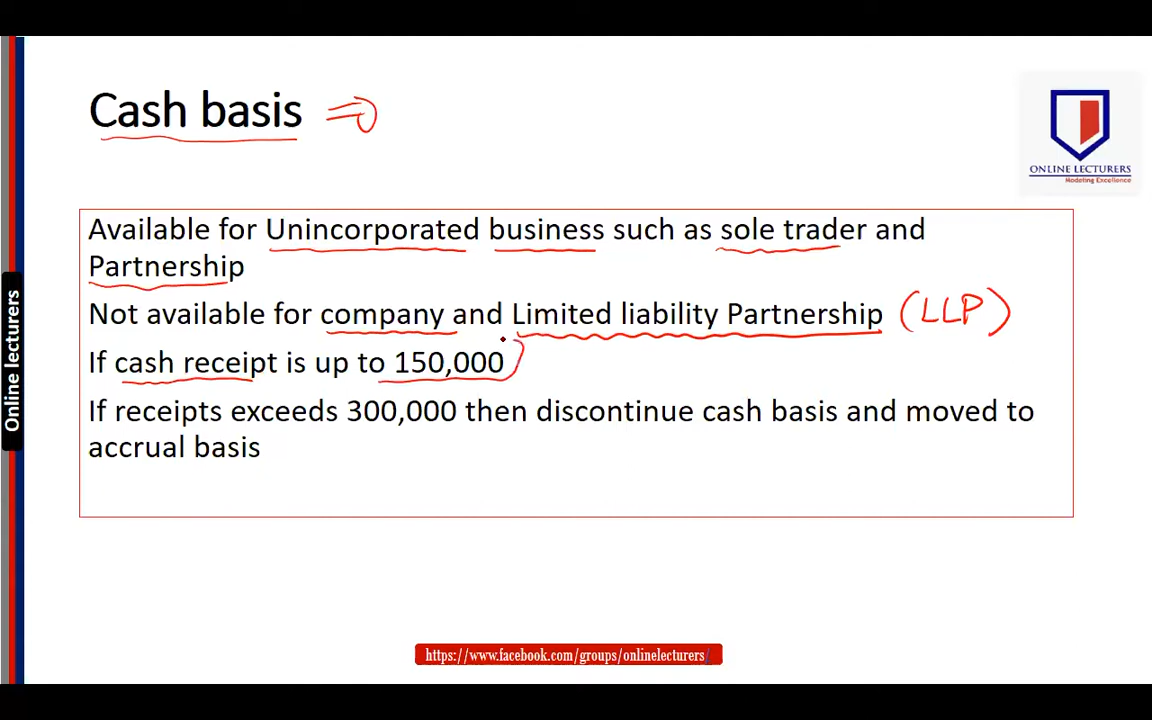 Cash basis
ONLINE LECTURERS
Modeling Excellence
Available for Unincorporated business such as sole trader and
Partnership
Not available for company and Limited liability Partnership (LLP)
If cash receipt is up to 150,000
If receipts exceeds 300,000 then discontinue cash basis and moved to
accrual basis
Online lecturers
https://www.facebook.com/groups/onlinelecturers/